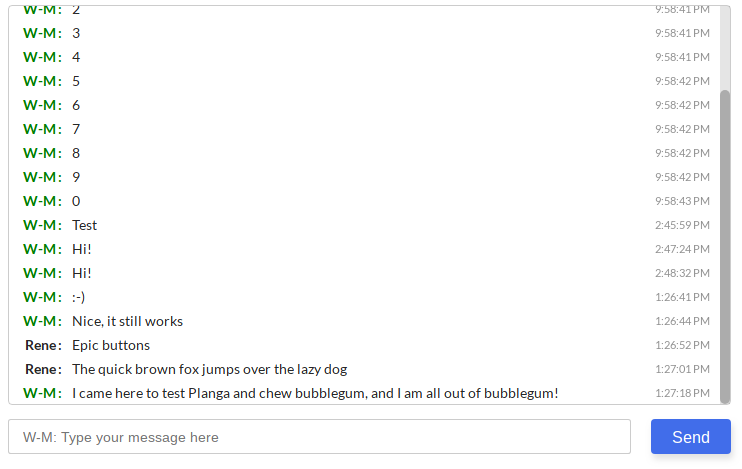 W-M: 2 9:58:41 PM
W-M: 3 9:58:41 PM
W-M: 4 9:58:41 PM
W-M: 5 9:58:42 PM
W-M: 6 9:58:42 PM
W-M: 7 9:58:42 PM
W-M: 8 9:58:42 PM
W-M: 9 9:58:42 PM
W-M: 0 9:58:43 PM
W-M: Test 2:45:59 PM
W-M: Hi! 2:47:24 PM
W-M: Hi! 2:48:32 PM
W-M: :-) 1:26:41 PM
W-M: Nice, it still works 1:26:44 PM
Rene: Epic buttons 1:26:52 PM
Rene: The quick brown fox jumps over the lazy dog 1:27:01 PM
W-M: I came here to test Planga and chew bubblegum, and I am all out of bubblegum! 1:27:18 PM
W-M: Type your message here Send